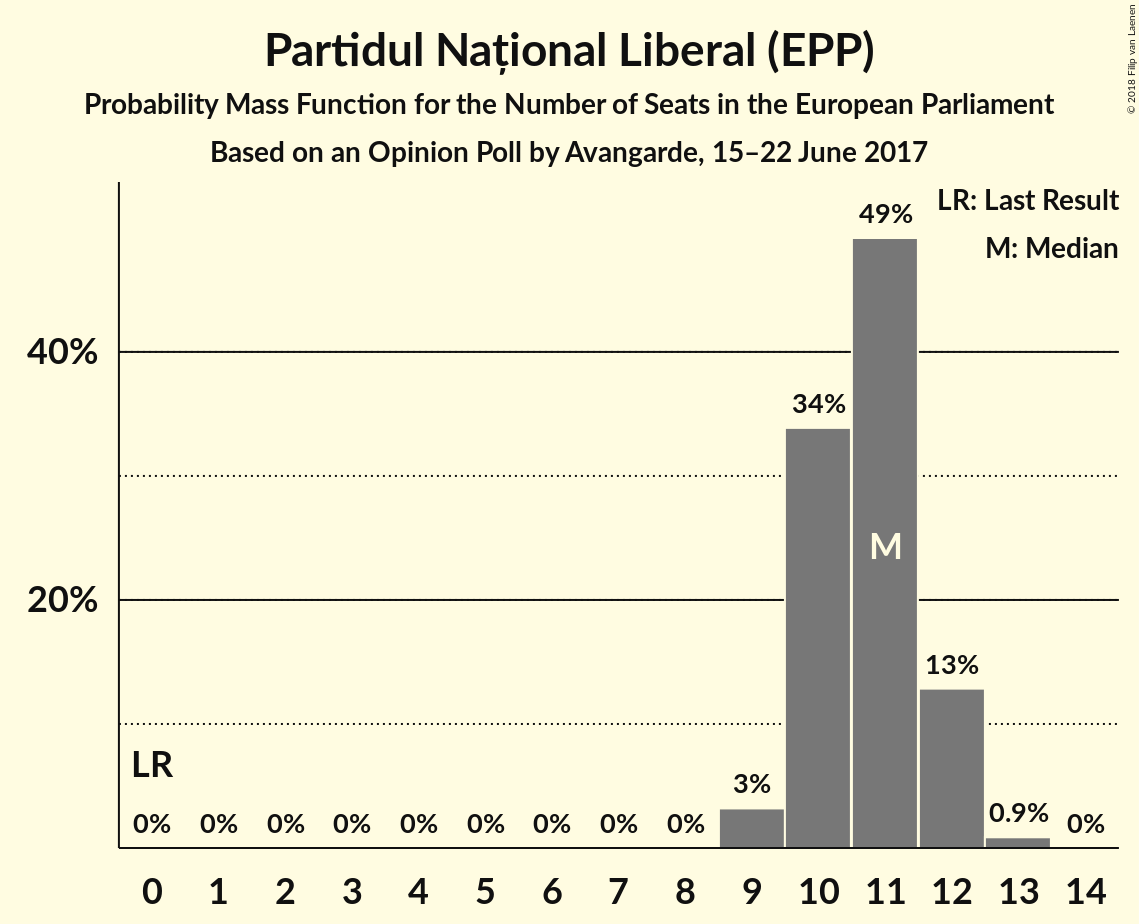 Partidul Național Liberal (EPP)
Probability Mass Function for the Number of Seats in the European Parliament
Based on an Opinion Poll by Avangarde, 15–22 June 2017
© 2018 Filip van Laenen
LR: Last Result
M: Median
49%
40%
34%
M
20%
13%
LR
3%
0.9%
0% 0% 0% 0% 0% 0% 0% 0% 0% 0%
0 1 2 3 4 5 6 7 8 9 10 11 12 13 14